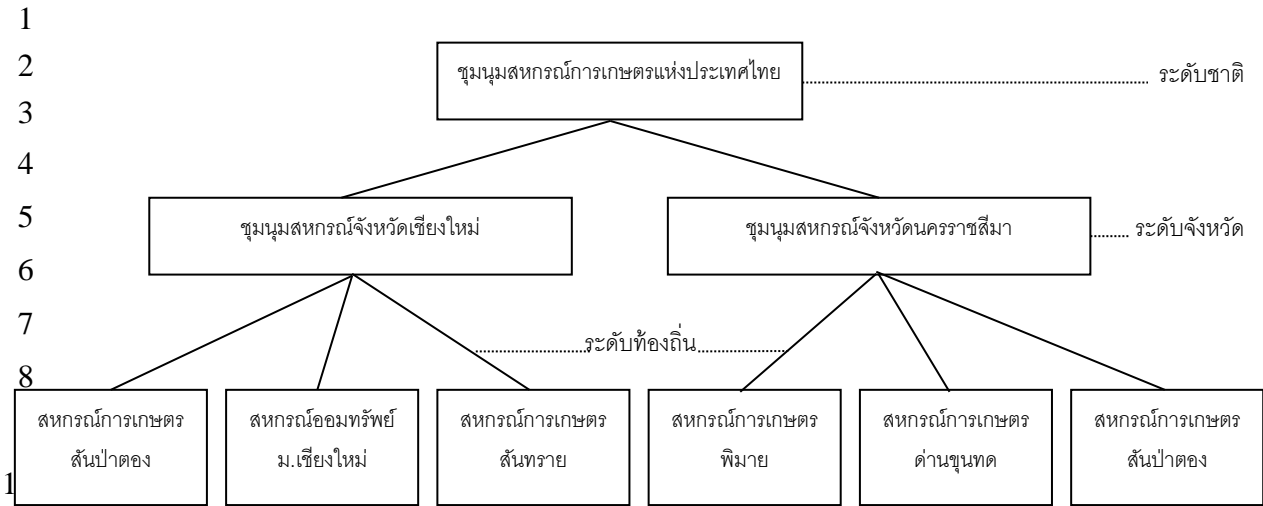 1
2
ชุมนุมสหกรณ์การเกษตรแห่งประเทศไทย ........ ระดับชาติ
3
4
5
ชุมนุมสหกรณ์จังหวัดเชียงใหม่
ชุมนุมสหกรณ์จังหวัดนครราชสีมา ........ ระดับจังหวัด
6
7
........ระดับท้องถิ่น........
8
สหกรณ์การเกษตร
สันป่าตอง
สหกรณ์ออมทรัพย์
ม.เชียงใหม่
สหกรณ์การเกษตร
สันทราย
สหกรณ์การเกษตร
พิมาย
สหกรณ์การเกษตร
ด่านขุนทด
สหกรณ์การเกษตร
สันป่าตอง
1